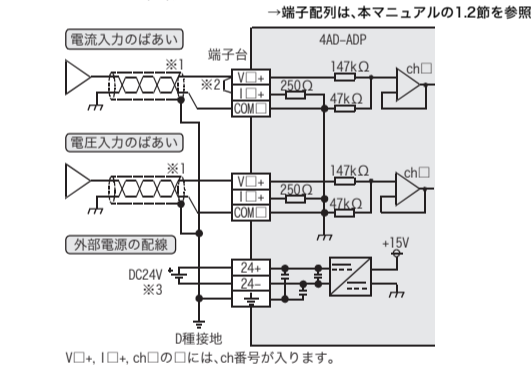 →端子配列は、本マニュアルの1.2節を参照
電流入力のばあい
端子台
4AD-ADP
※1
※2
V□+
I□+
COM□
147kΩ
250Ω
47kΩ
ch□
電圧入力のばあい
※1
V□+
I□+
COM□
147kΩ
250Ω
47kΩ
ch□
外部電源の配線
+15V
DC24V
※3
24+
24-
D種接地
V□+, I□+, ch□の□には、ch番号が入ります。